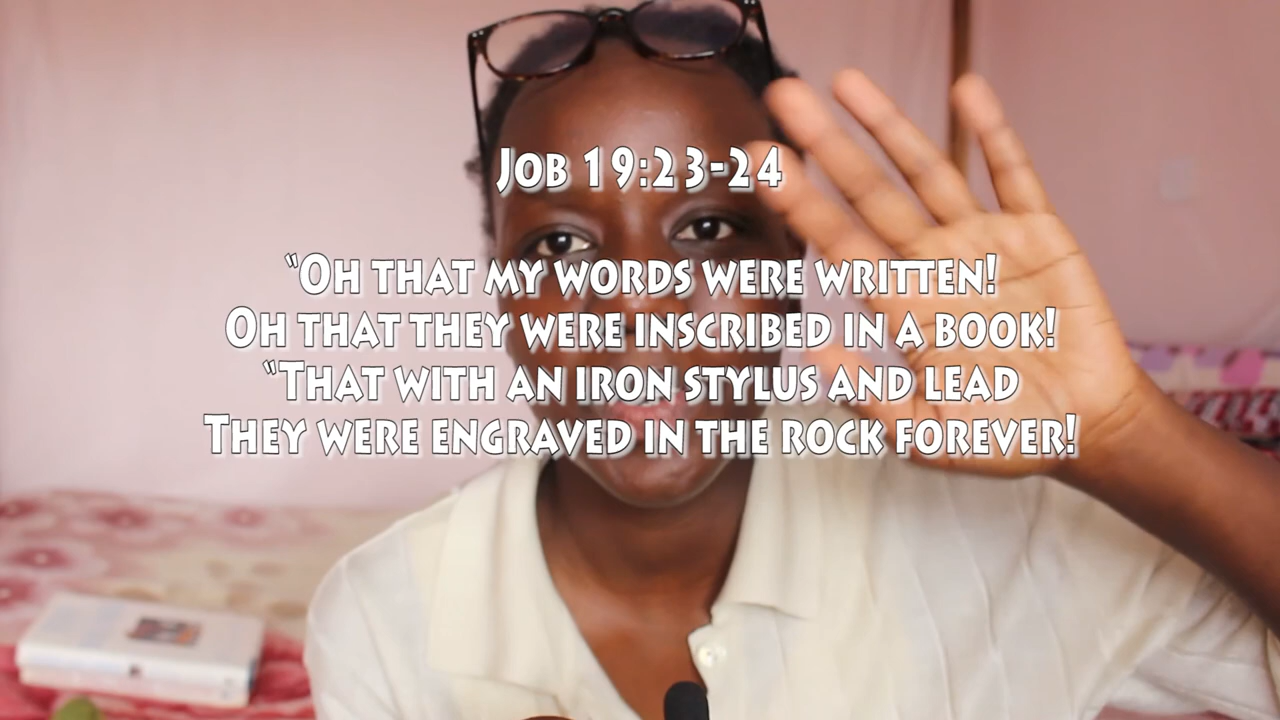 Job 19:23-24
“Oh that my words were written!
Oh that they were inscribed in a book!
“That with an iron stylus and lead
They were engraved in the rock forever!